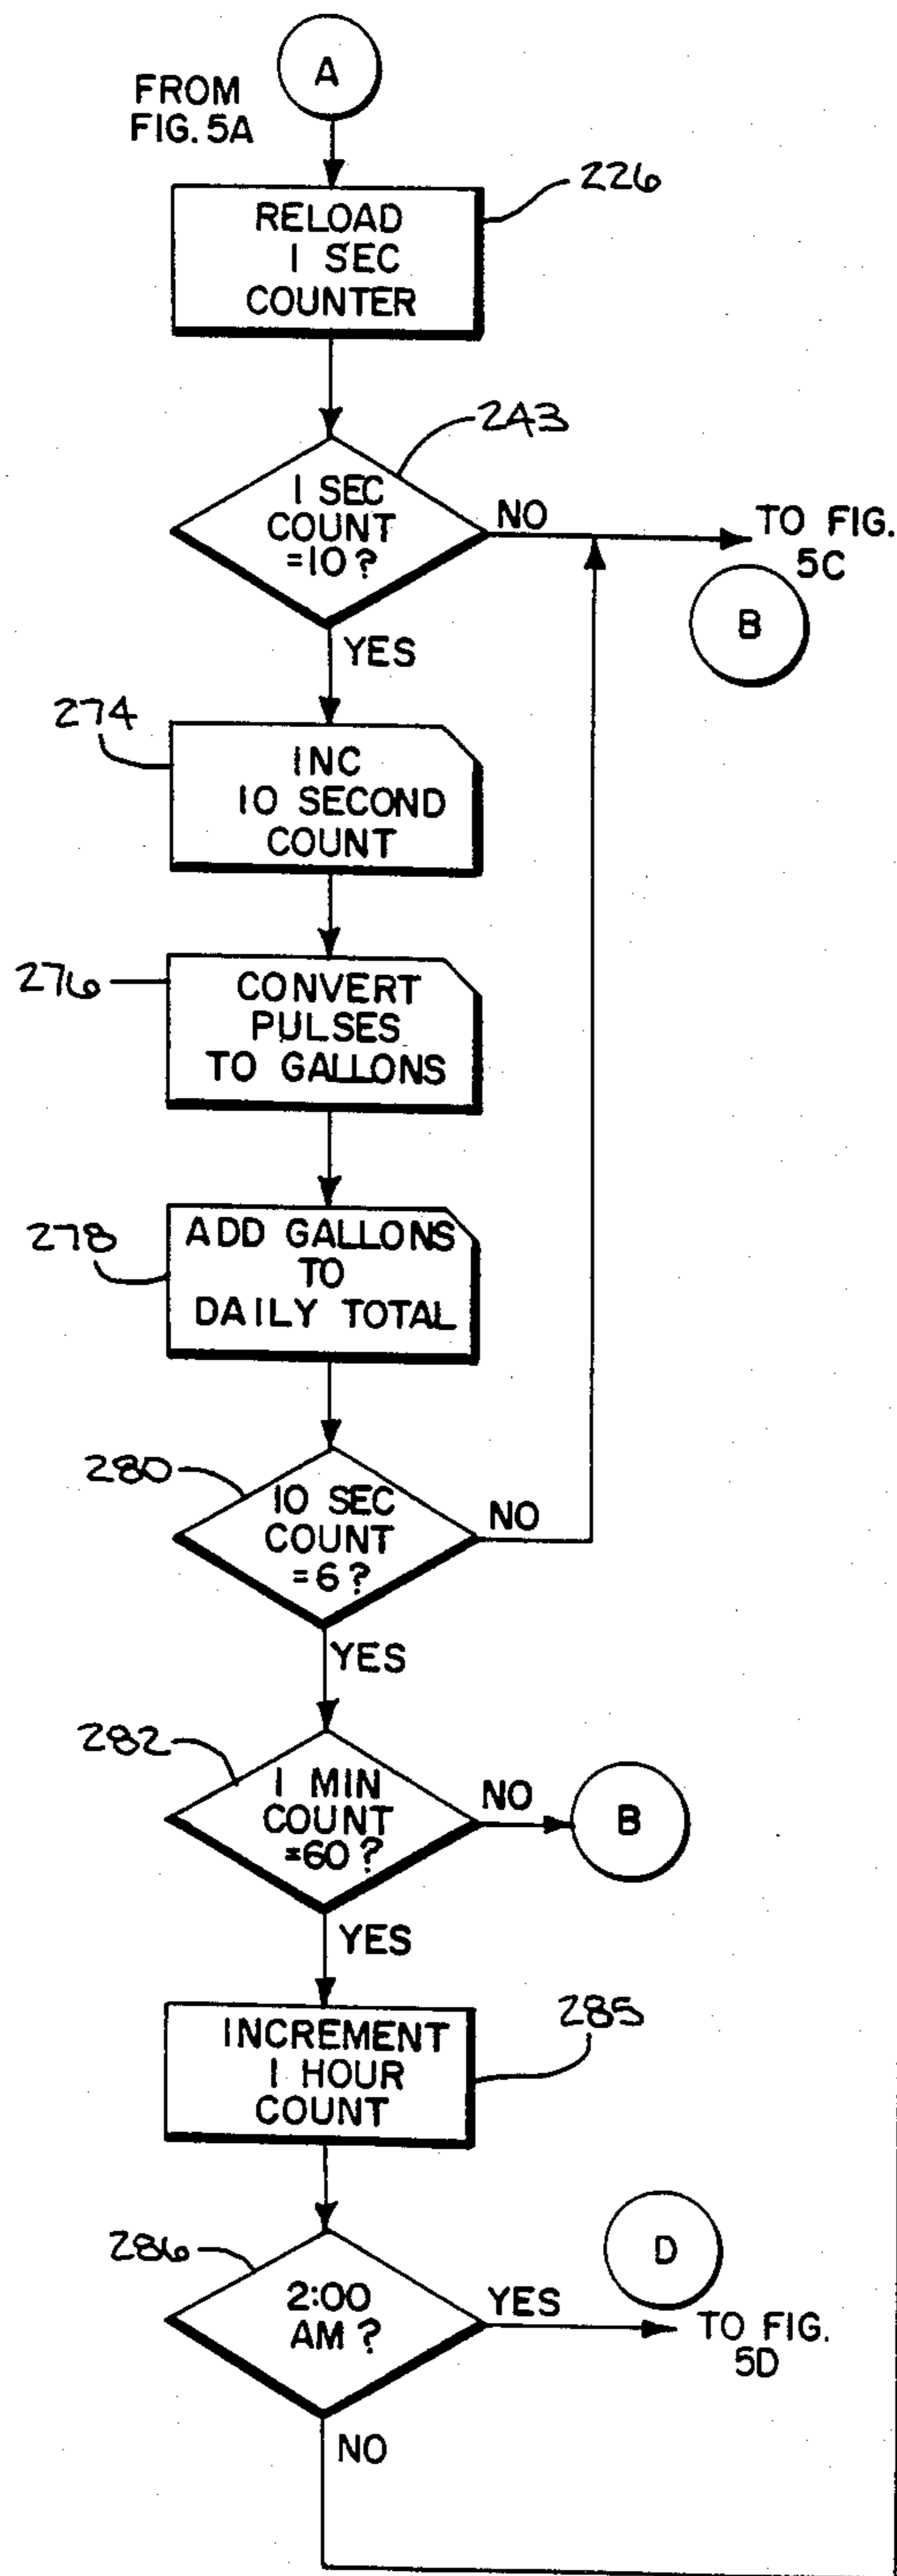 A
FROM
FIG. 5A
226
RELOAD
1 SEC
COUNTER
243
1 SEC
COUNT
=10?
NO
TO FIG.
5C
B
YES
274
INC
10 SECOND
COUNT
276
CONVERT
PULSES
TO GALLONS
278
ADD GALLONS
TO
DAILY TOTAL
280
10 SEC
COUNT
=6?
NO
YES
282
1 MIN
COUNT
=60?
NO
B
YES
285
INCREMENT
1 HOUR
COUNT
286
2:00
AM?
YES
D
TO FIG.
5D
NO